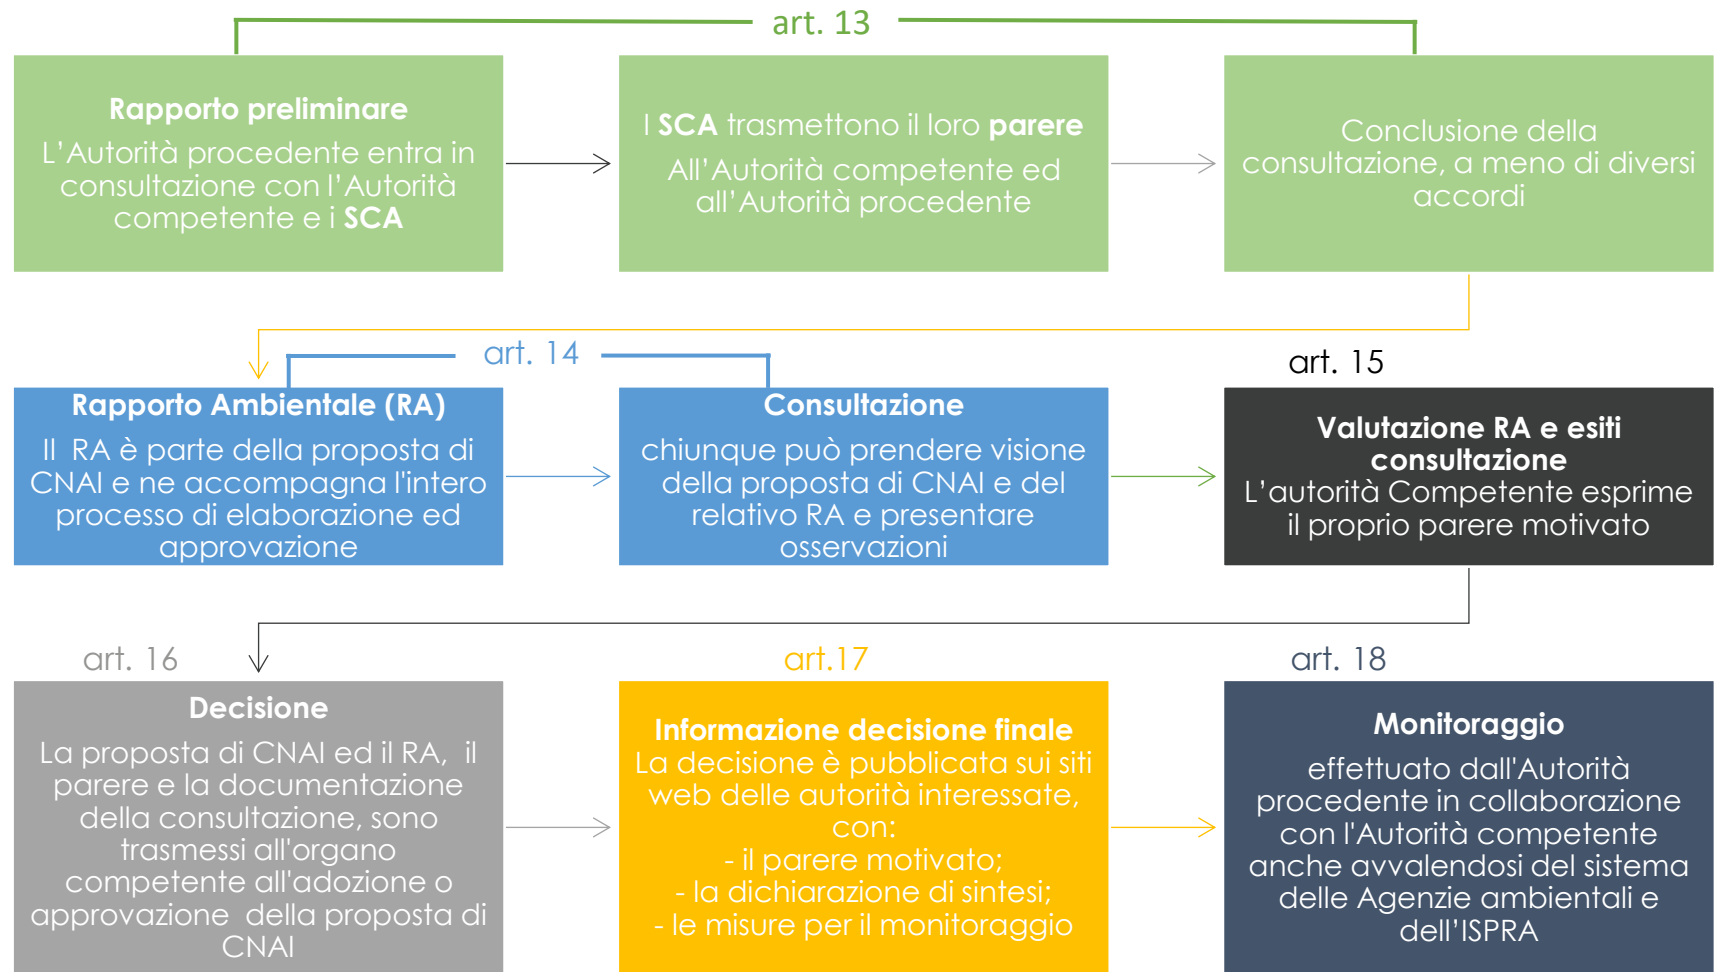 art. 13
Rapporto preliminare
L’Autorità procedente entra in
consultazione con l’Autorità
competente e i SCA
I SCA trasmettono il loro parere
All’Autorità competente ed
all’Autorità procedente
Conclusione della
consultazione, a meno di diversi
accordi
art. 14
art. 15
Rapporto Ambientale (RA)
Il RA è parte della proposta di
CNAI e ne accompagna l'intero
processo di elaborazione ed
approvazione
Consultazione
chiunque può prendere visione
della proposta di CNAI e del
relativo RA e presentare
osservazioni
Valutazione RA e esiti
consultazione
L’autorità Competente esprime
il proprio parere motivato
art. 16
art.17
art. 18
Decisione
La proposta di CNAI ed il RA, il
parere e la documentazione
della consultazione, sono
trasmessi all'organo
competente all'adozione o
approvazione della proposta di
CNAI
Informazione decisione finale
La decisione è pubblicata sui siti
web delle autorità interessate,
con:
- il parere motivato;
- la dichiarazione di sintesi;
- le misure per il monitoraggio
Monitoraggio
effettuato dall'Autorità
procedente in collaborazione
con l'Autorità competente
anche avvalendosi del sistema
delle Agenzie ambientali e
dell’ISPRA